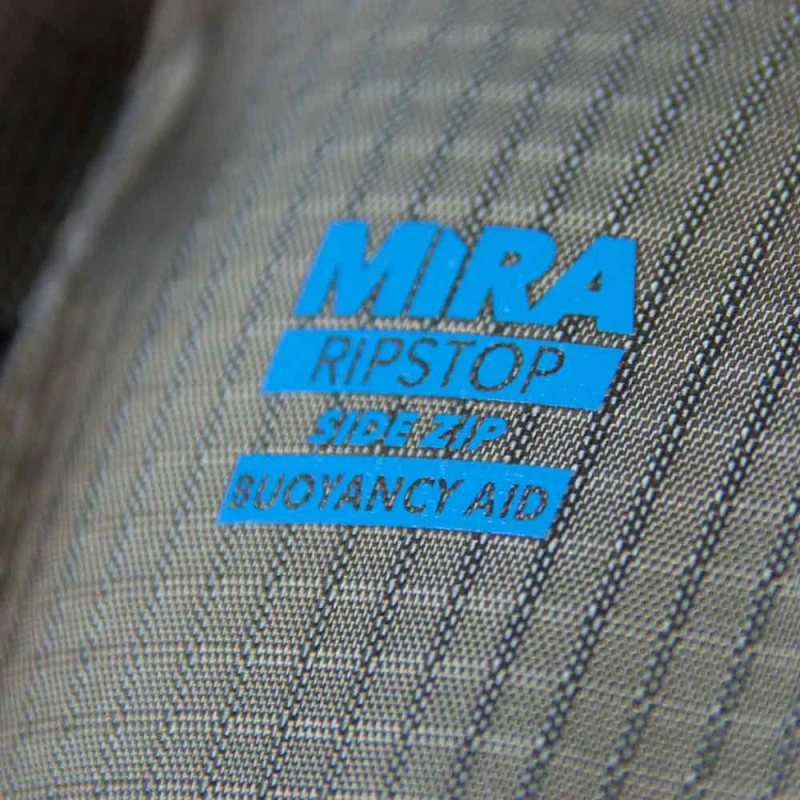 MIRA
RIPSTOP
SIDE ZIP
BUOYANCY AID